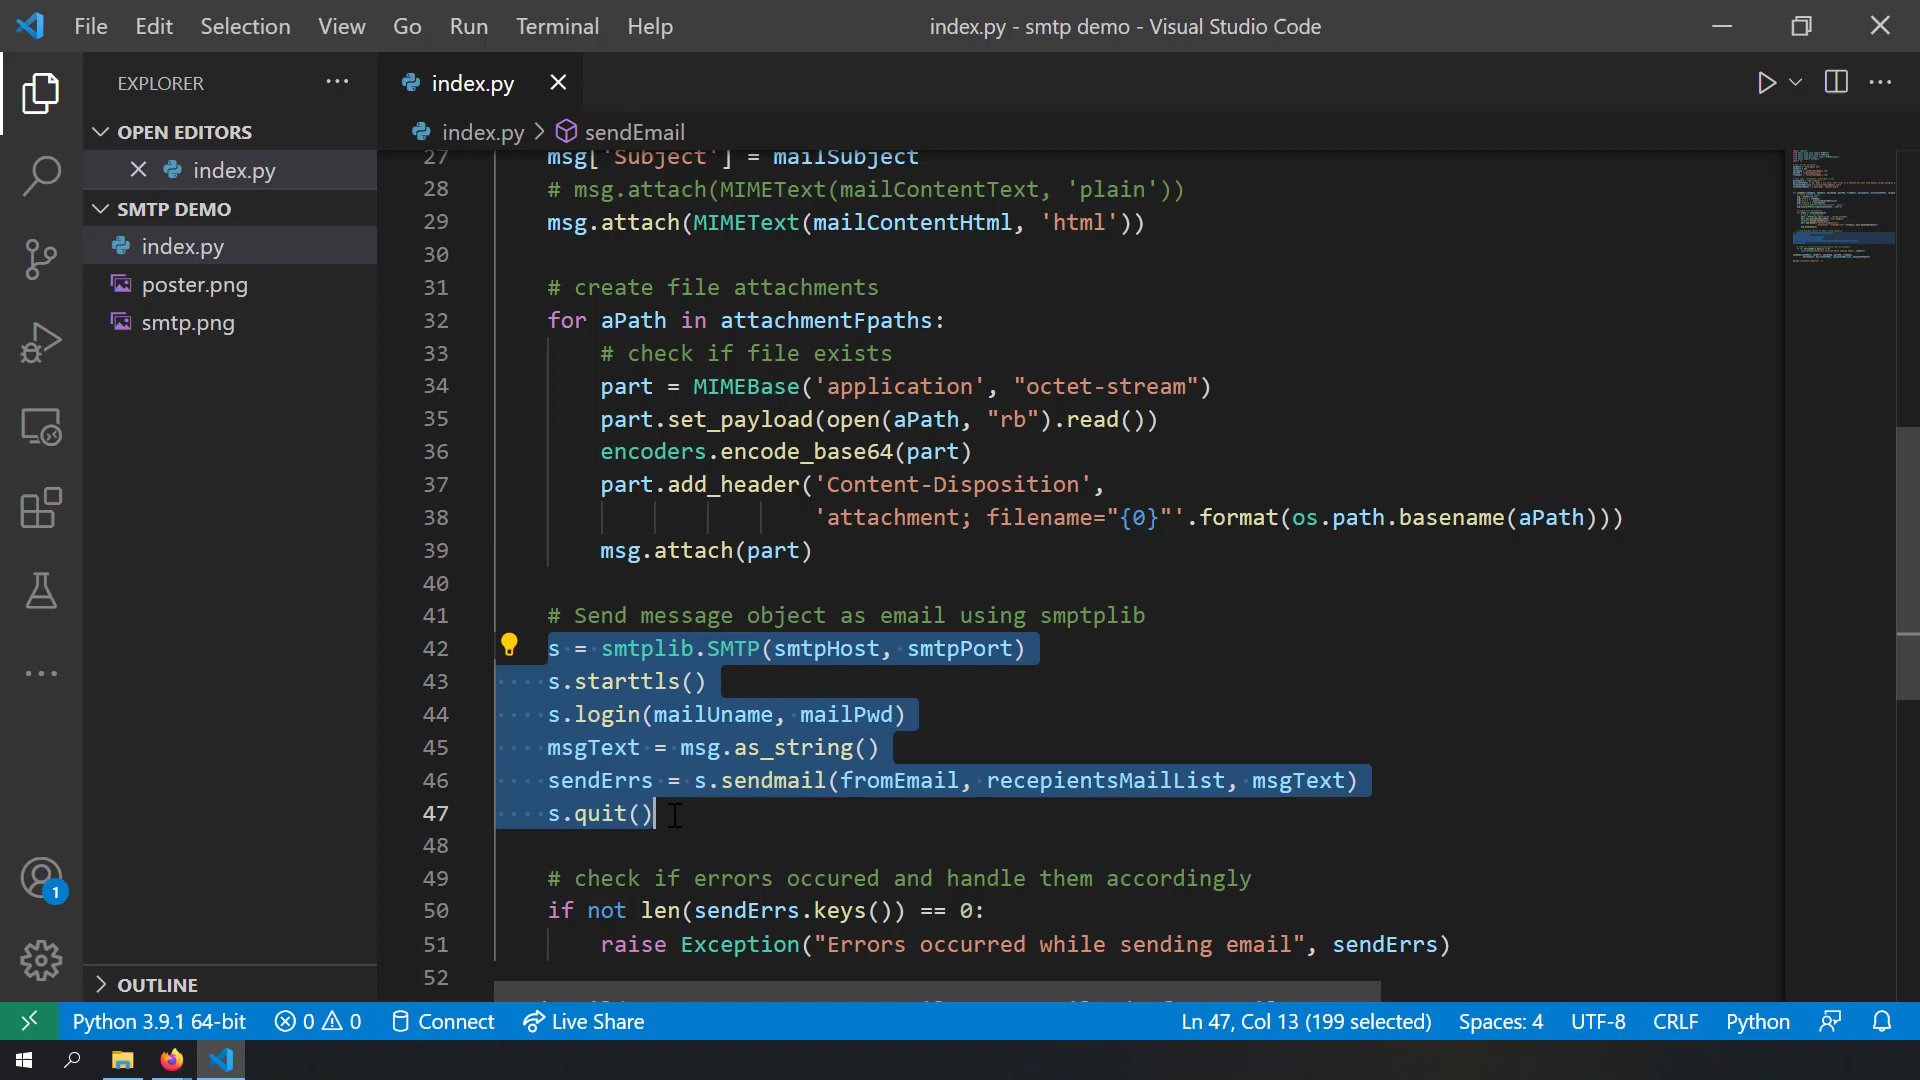 File Edit Selection View Go Run Terminal Help
index.py - smtp demo - Visual Studio Code
EXPLORER
index.py
OPEN EDITORS
index.py
SMTP DEMO
index.py
poster.png
smtp.png
OUTLINE
index.py sendEmail
27 msg['Subject'] = mailSubject
28 # msg.attach(MIMEText(mailContentText, 'plain'))
29 msg.attach(MIMEText(mailContentHtml, 'html'))
30
31 # create file attachments
32 for aPath in attachmentFpaths:
33 # check if file exists
34 part = MIMEBase('application', "octet-stream")
35 part.set_payload(open(aPath, "rb").read())
36 encoders.encode_base64(part)
37 part.add_header('Content-Disposition',
38 'attachment; filename="{0}"'.format(os.path.basename(aPath)))
39 msg.attach(part)
40
41 # Send message object as email using smptplib
42 s = smtplib.SMTP(smtpHost, smtpPort)
43 s.starttls()
44 s.login(mailUname, mailPwd)
45 msgText = msg.as_string()
46 sendErrs = s.sendmail(fromEmail, recepientsMailList, msgText)
47 s.quit()
48
49 # check if errors occured and handle them accordingly
50 if not len(sendErrs.keys()) == 0:
51 raise Exception("Errors occurred while sending email", sendErrs)
52
1
Python 3.9.1 64-bit 0 0 Connect Live Share
Ln 47, Col 13 (199 selected) Spaces: 4 UTF-8 CRLF Python